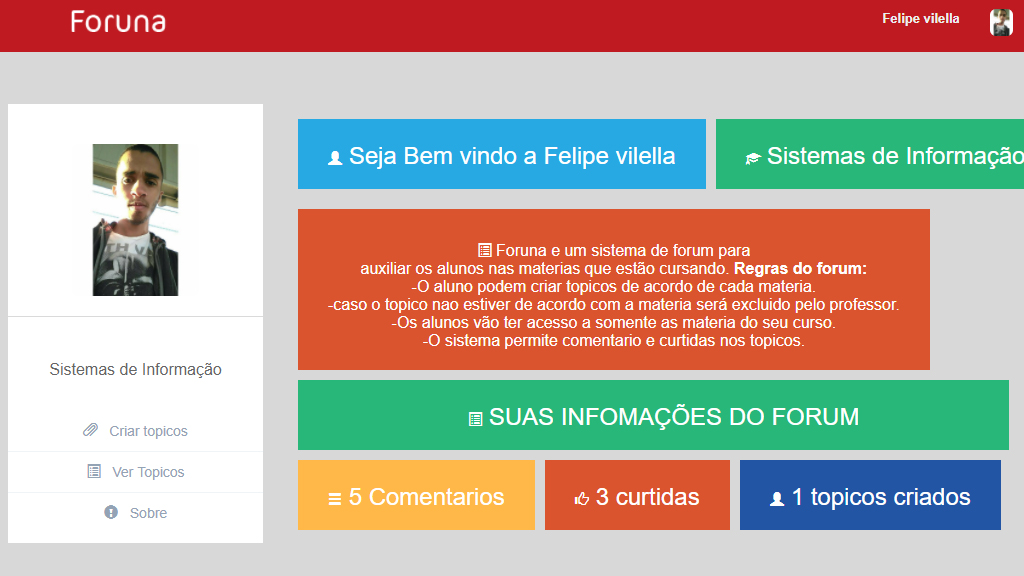 Foruna
Felipe vilella
Seja Bem vindo a Felipe vilella
Sistemas de Informação
Foruna e um sistema de forum para
auxiliar os alunos nas materias que estão cursando. Regras do forum:
-O aluno podem criar topicos de acordo de cada materia.
-caso o topico nao estiver de acordo com a materia será excluido pelo professor.
-Os alunos vão ter acesso a somente as materia do seu curso.
-O sistema permite comentario e curtidas nos topicos.
Sistemas de Informação
Criar topicos
Ver Topicos
Sobre
SUAS INFOMAÇÕES DO FORUM
5 Comentarios
3 curtidas
1 topicos criados